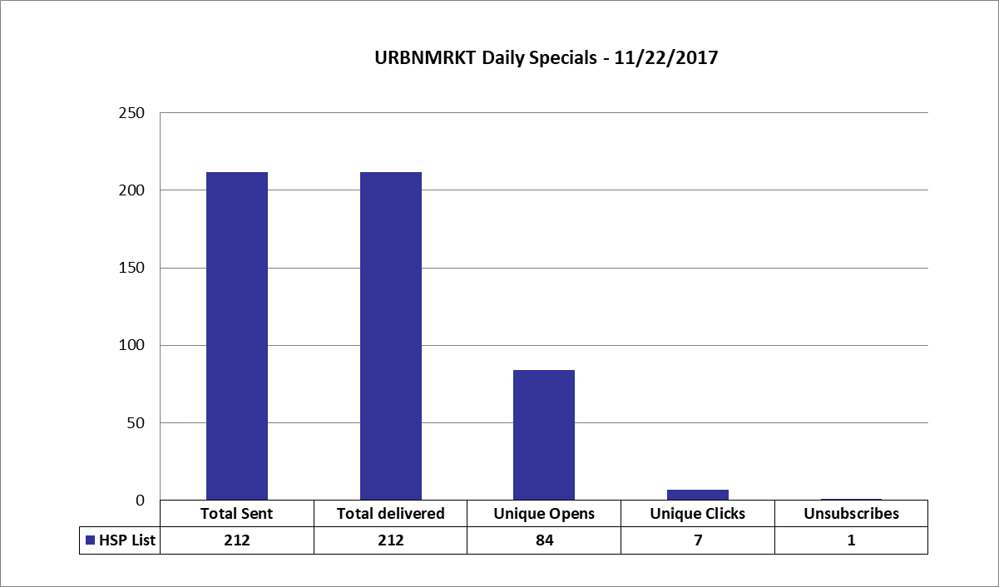 URBNMRKT Daily Specials - 11/22/2017
250
200
150
100
50
0
Total Sent Total delivered Unique Opens Unique Clicks Unsubscribes
HSP List 212 212 84 7 1